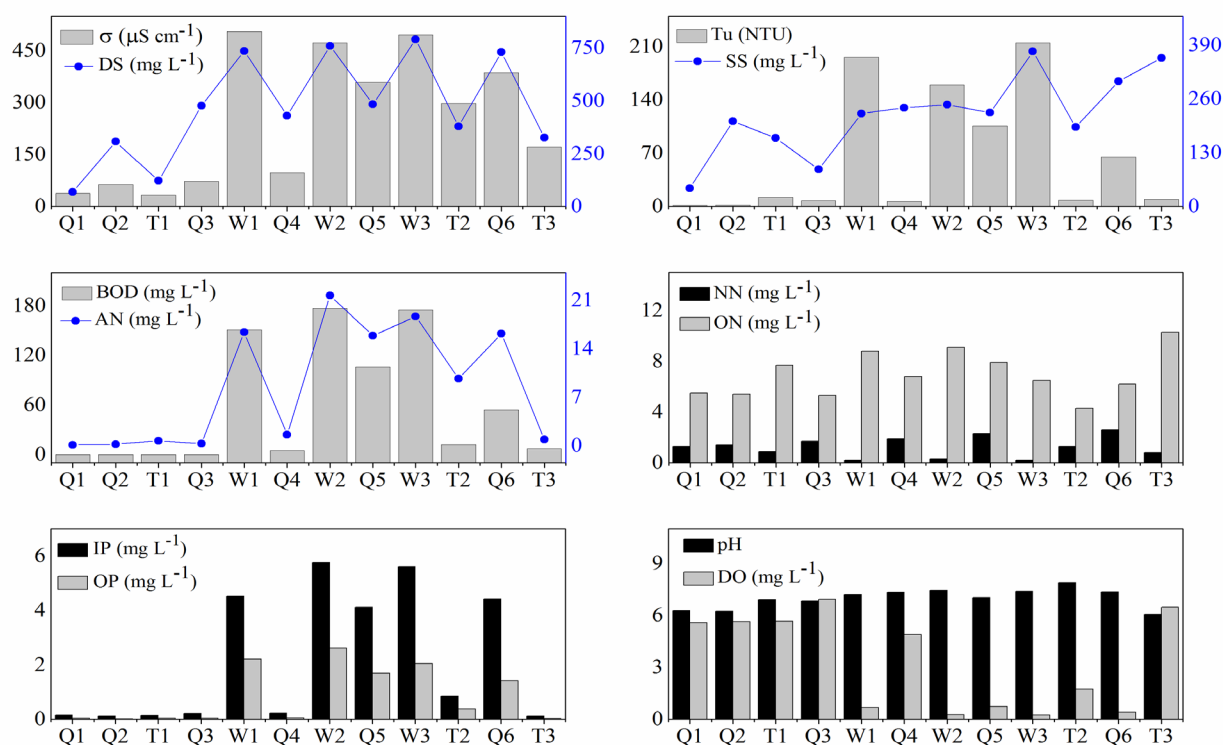 σ (µS cm-1)
DS (mg L-1)
450
300
150
0
750
500
250
0
Q1 Q2 T1 Q3 W1 Q4 W2 Q5 W3 T2 Q6 T3
Tu (NTU)
SS (mg L-1)
210
140
70
0
390
260
130
0
Q1 Q2 T1 Q3 W1 Q4 W2 Q5 W3 T2 Q6 T3
BOD (mg L-1)
AN (mg L-1)
180
120
60
0
21
14
7
0
Q1 Q2 T1 Q3 W1 Q4 W2 Q5 W3 T2 Q6 T3
NN (mg L-1)
ON (mg L-1)
12
8
4
0
Q1 Q2 T1 Q3 W1 Q4 W2 Q5 W3 T2 Q6 T3
IP (mg L-1)
OP (mg L-1)
6
4
2
0
Q1 Q2 T1 Q3 W1 Q4 W2 Q5 W3 T2 Q6 T3
pH
DO (mg L-1)
9
6
3
0
Q1 Q2 T1 Q3 W1 Q4 W2 Q5 W3 T2 Q6 T3